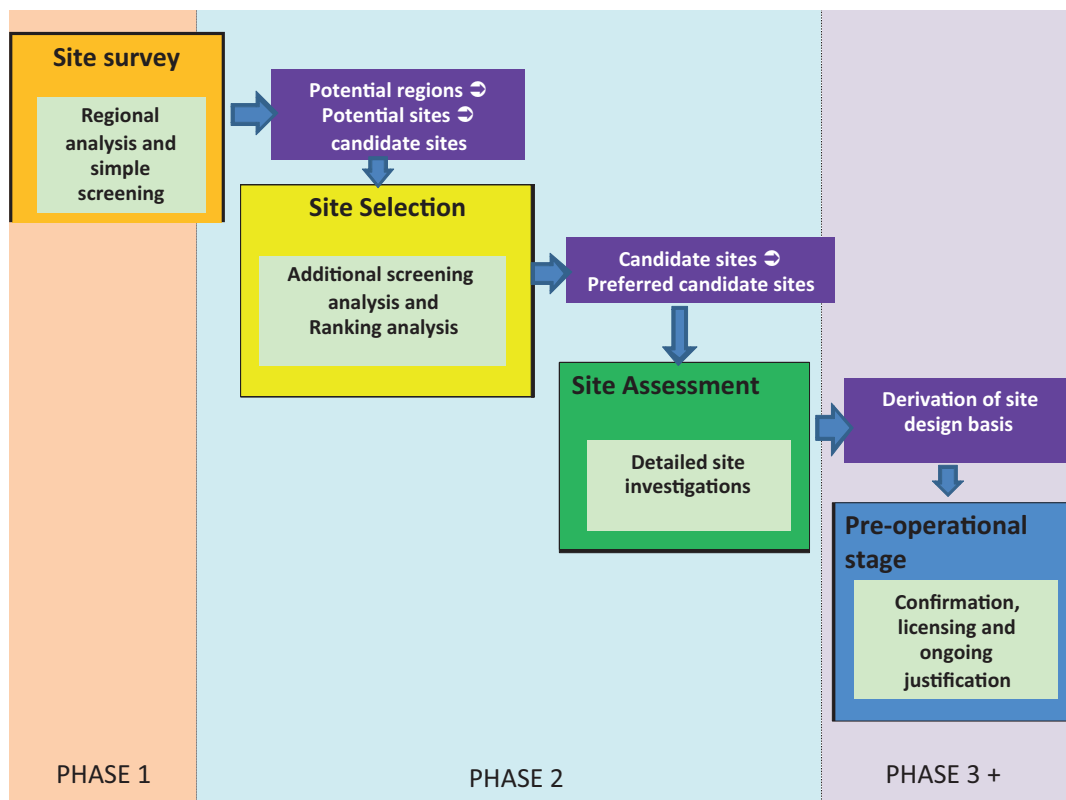 Site survey
Regional
analysis and
simple
screening
Potential regions ➲
Potential sites ➲
candidate sites
Site Selection
Additional screening
analysis and
Ranking analysis
Candidate sites ➲
Preferred candidate sites
Site Assessment
Detailed site
investigations
Derivation of site
design basis
Pre-operational
stage
Confirmation,
licensing and
ongoing
justification
PHASE 1
PHASE 2
PHASE 3 +